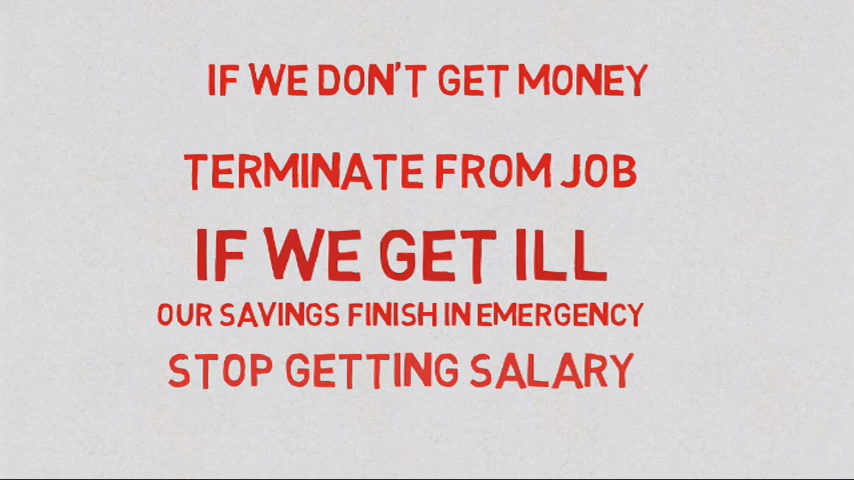 IF WE DON'T GET MONEY
TERMINATE FROM JOB
IF WE GET ILL
OUR SAVINGS FINISH IN EMERGENCY
STOP GETTING SALARY